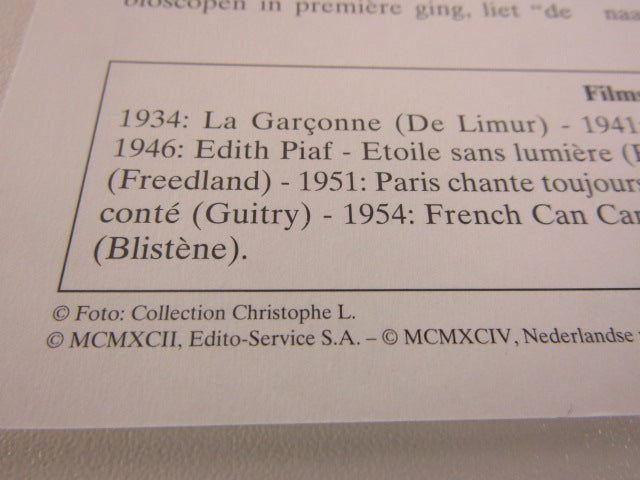 bioscopen in première ging, liet "de naa
Films
1934: La Garçonne (De Limur) - 1941:
1946: Edith Piaf - Etoile sans lumière (
(Freedland) - 1951: Paris chante toujours
conté (Guitry) - 1954: French Can Can
(Blistène).
© Foto: Collection Christophe L.
© MCMXCII, Edito-Service S.A. – © MCMXCIV, Nederlandse